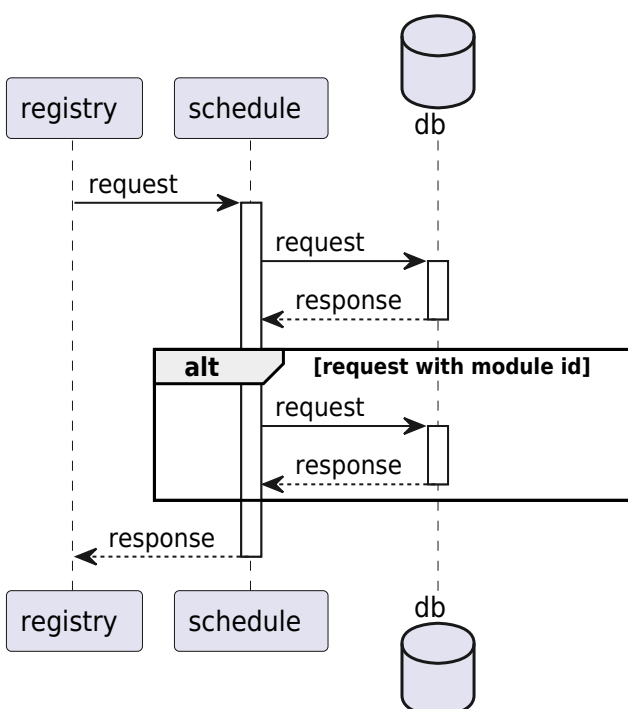 registry
schedule
db
request
request
response
alt
[request with module id]
request
response
response
registry
schedule
db